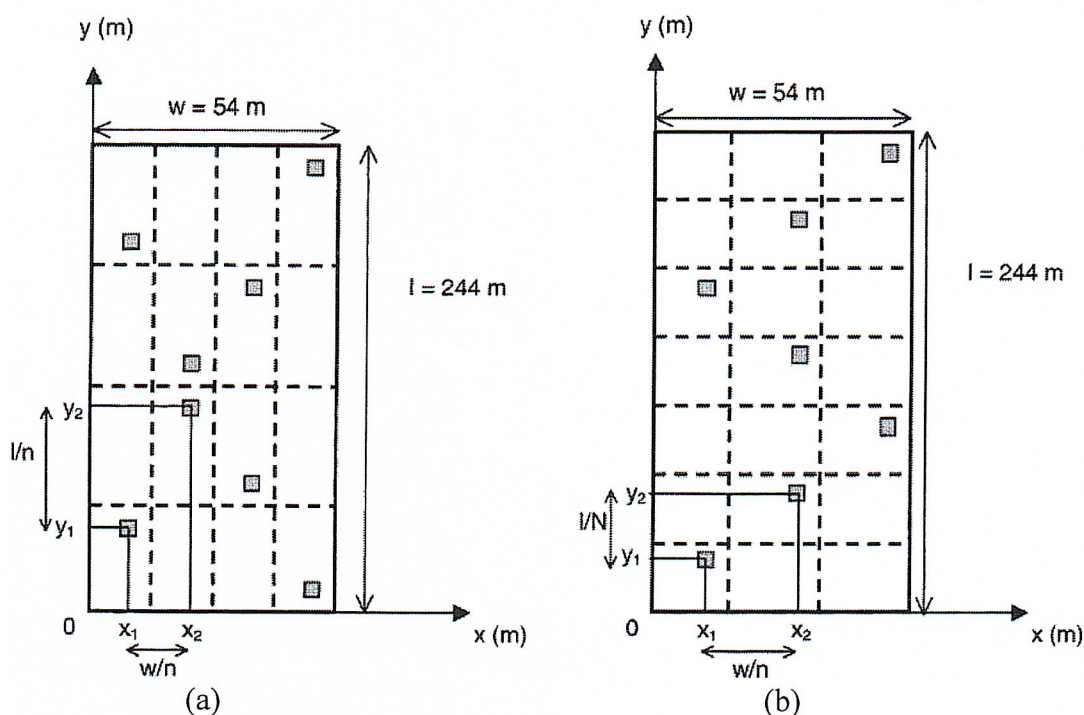 y (m)
w = 54 m
l = 244 m
y₂
l/n
y₁
0
x₁
x₂
x (m)
w/n
(a)
y (m)
w = 54 m
l = 244 m
y₂
l/N
y₁
0
x₁
x₂
x (m)
w/n
(b)